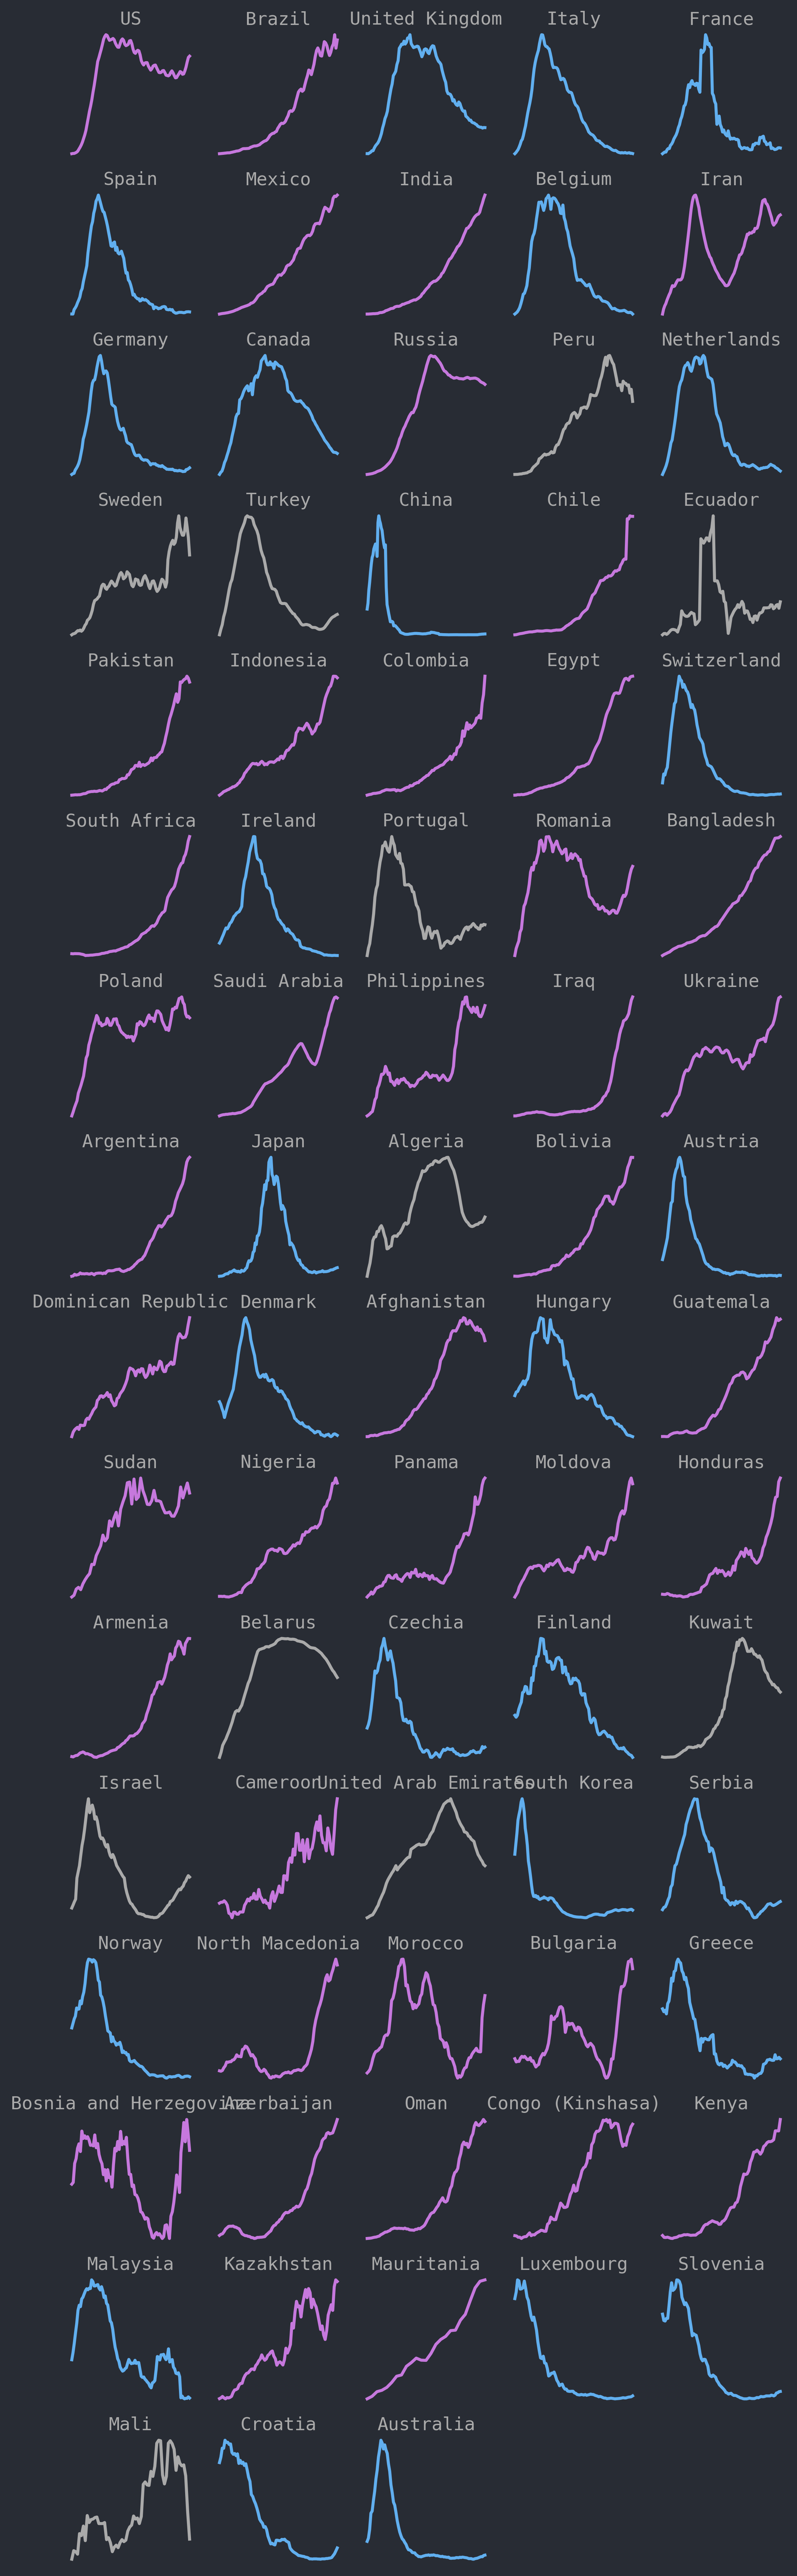 US Brazil United Kingdom Italy France
Spain Mexico India Belgium Iran
Germany Canada Russia Peru Netherlands
Sweden Turkey China Chile Ecuador
Pakistan Indonesia Colombia Egypt Switzerland
South Africa Ireland Portugal Romania Bangladesh
Poland Saudi Arabia Philippines Iraq Ukraine
Argentina Japan Algeria Bolivia Austria
Dominican Republic Denmark Afghanistan Hungary Guatemala
Sudan Nigeria Panama Moldova Honduras
Armenia Belarus Czechia Finland Kuwait
Israel Cameroon United Arab Emirates South Korea Serbia
Norway North Macedonia Morocco Bulgaria Greece
Bosnia and Herzegovina Azerbaijan Oman Congo (Kinshasa) Kenya
Malaysia Kazakhstan Mauritania Luxembourg Slovenia
Mali Croatia Australia